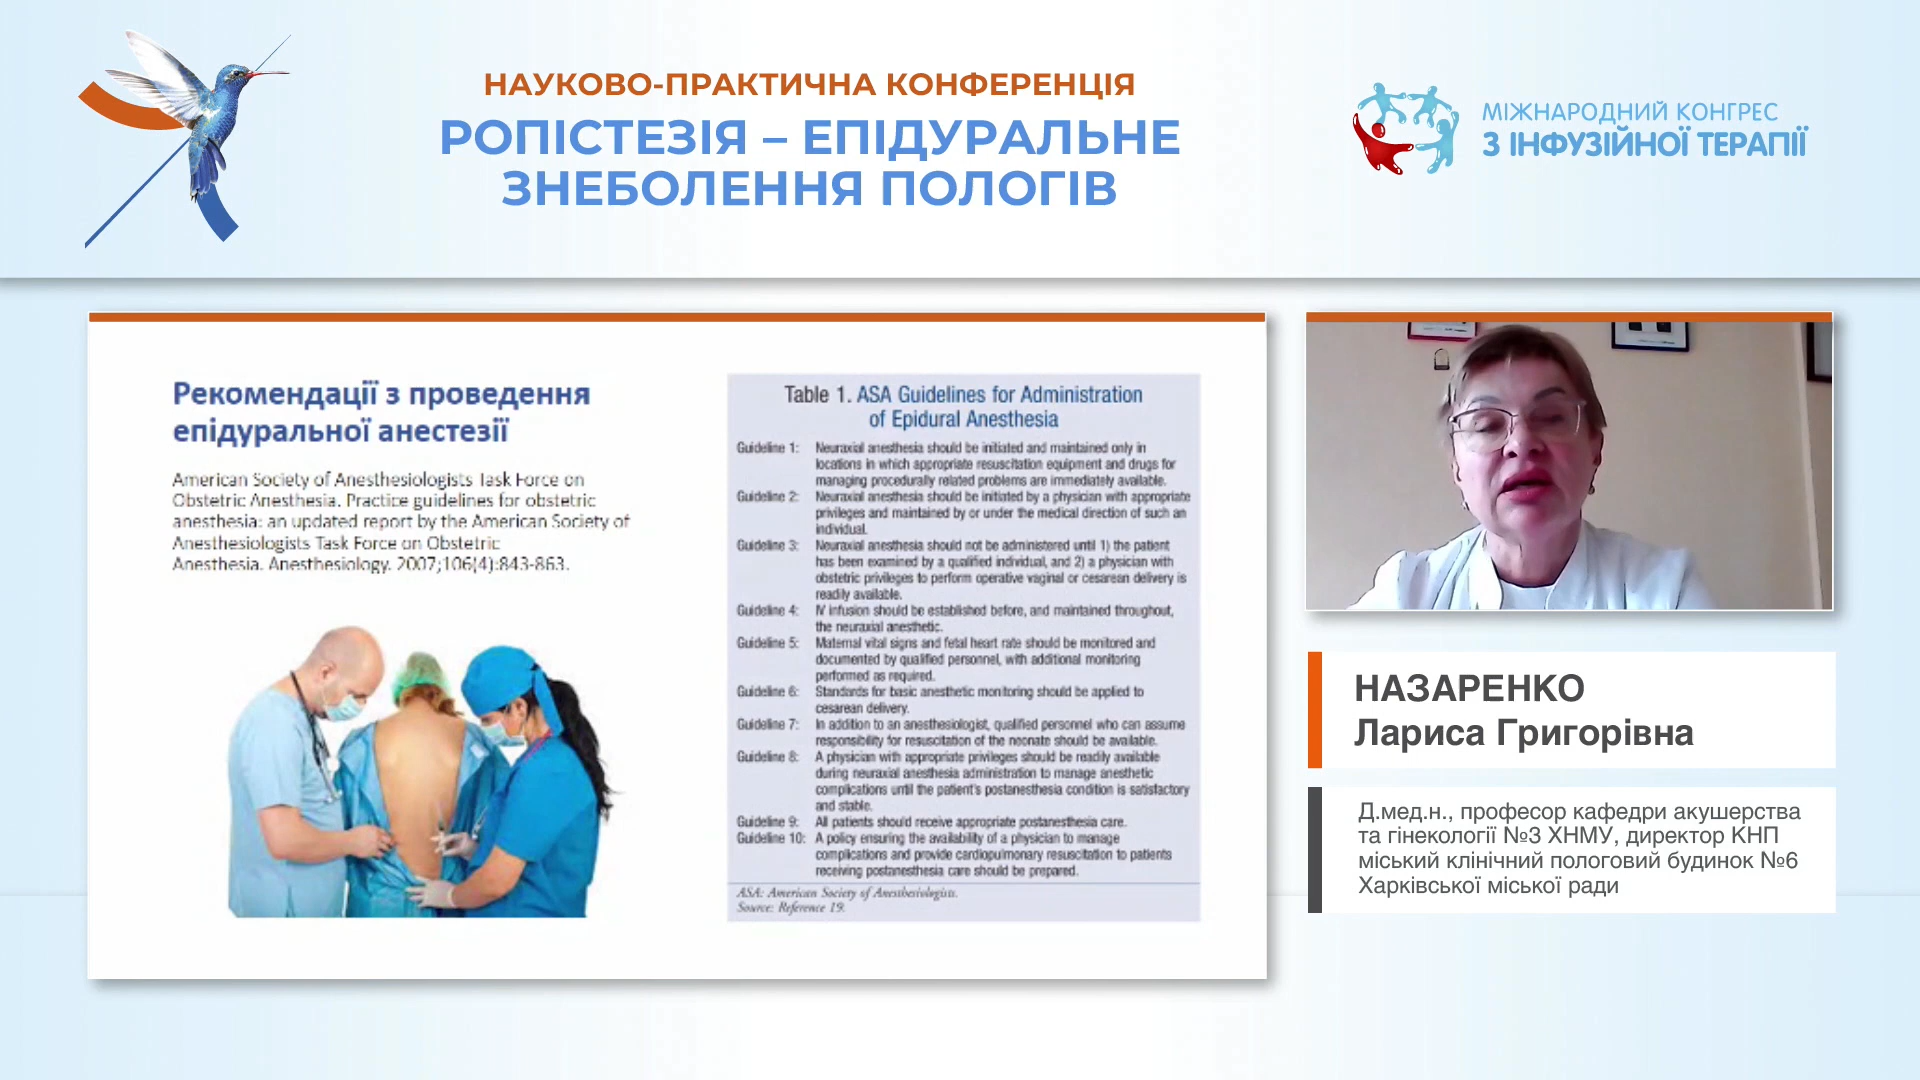 НАУКОВО-ПРАКТИЧНА КОНФЕРЕНЦІЯ
РОПІСТЕЗІЯ – ЕПІДУРАЛЬНЕ
ЗНЕБОЛЕННЯ ПОЛОГІВ
МІЖНАРОДНИЙ КОНГРЕС
З ІНФУЗІЙНОЇ ТЕРАПІЇ
Рекомендації з проведення
епідуральної анестезії
American Society of Anesthesiologists Task Force on
Obstetric Anesthesia. Practice guidelines for obstetric
anesthesia: an updated report by the American Society of
Anesthesiologists Task Force on Obstetric
Anesthesia. Anesthesiology. 2007;106(4):843-863.
Table 1. ASA Guidelines for Administration
of Epidural Anesthesia
Guideline 1: Neuraxial anesthesia should be initiated and maintained only in
locations in which appropriate resuscitation equipment and drugs for
managing procedurally related problems are immediately available.
Guideline 2: Neuraxial anesthesia should be initiated by a physician with appropriate
privileges and maintained by or under the medical direction of such an
individual.
Guideline 3: Neuraxial anesthesia should not be administered until 1) the patient
has been examined by a qualified individual, and 2) a physician with
obstetric privileges to perform operative vaginal or cesarean delivery is
readily available.
Guideline 4: IV infusion should be established before, and maintained throughout,
the neuraxial anesthetic.
Guideline 5: Maternal vital signs and fetal heart rate should be monitored and
documented by qualified personnel, with additional monitoring
performed as required.
Guideline 6: Standards for basic anesthetic monitoring should be applied to
cesarean delivery.
Guideline 7: In addition to an anesthesiologist, qualified personnel who can assume
responsibility for resuscitation of the neonate should be available.
Guideline 8: A physician with appropriate privileges should be readily available
during neuraxial anesthesia administration to manage anesthetic
complications until the patient's postanesthesia condition is satisfactory
and stable.
Guideline 9: All patients should receive appropriate postanesthesia care.
Guideline 10: A policy ensuring the availability of a physician to manage
complications and provide cardiopulmonary resuscitation to patients
receiving postanesthesia care should be prepared.
ASA: American Society of Anesthesiologists.
Source: Reference 19.
НАЗАРЕНКО
Лариса Григорівна
Д.мед.н., професор кафедри акушерства
та гінекології №3 ХНМУ, директор КНП
міський клінічний пологовий будинок №6
Харківської міської ради